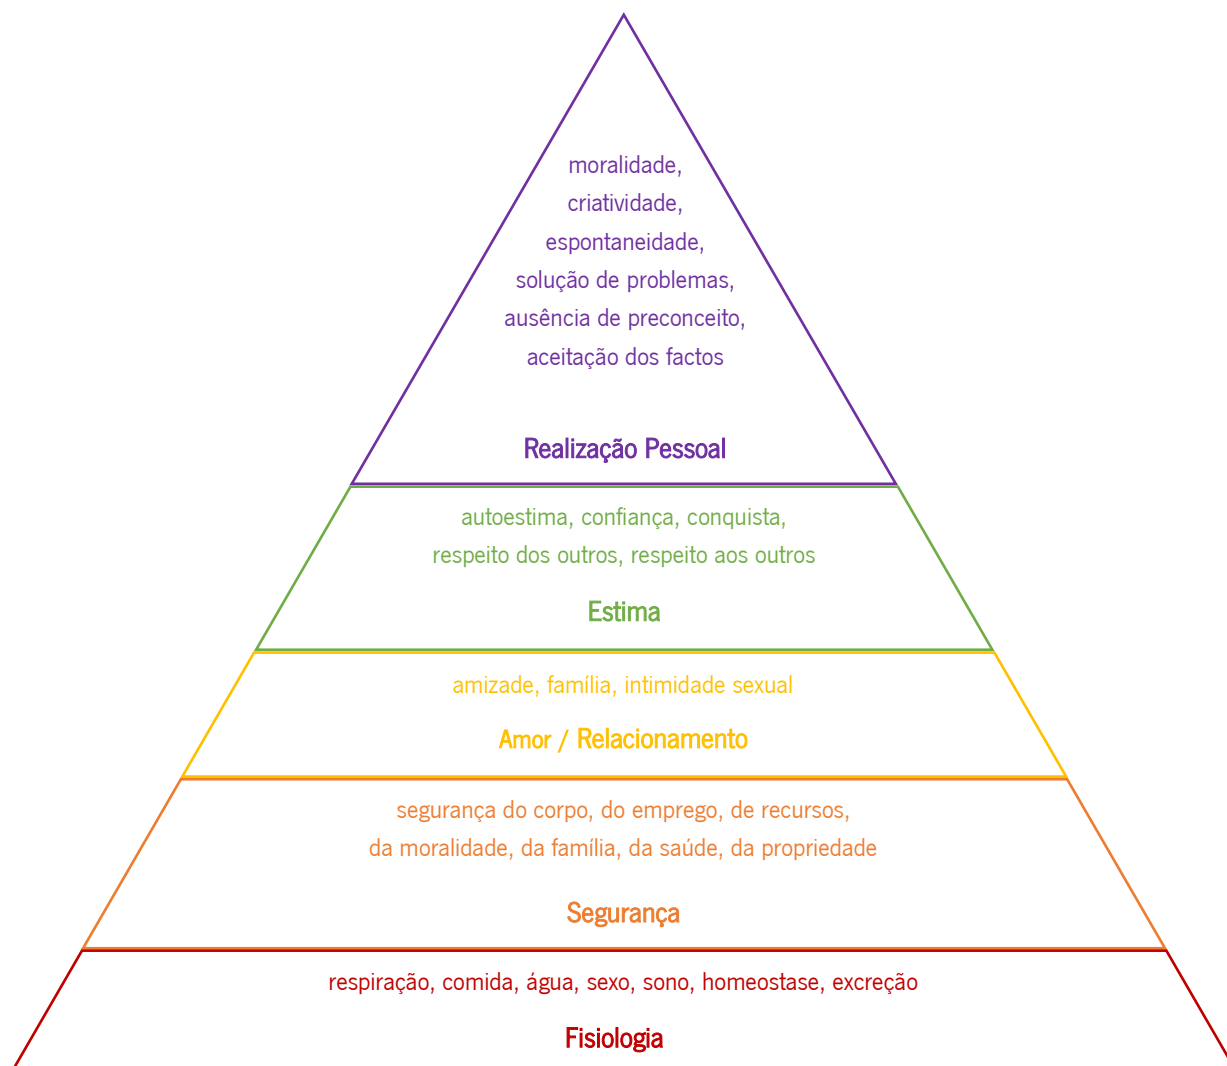 moralidade,
criatividade,
espontaneidade,
solução de problemas,
ausência de preconceito,
aceitação dos factos
Realização Pessoal
autoestima, confiança, conquista,
respeito dos outros, respeito aos outros
Estima
amizade, família, intimidade sexual
Amor / Relacionamento
segurança do corpo, do emprego, de recursos,
da moralidade, da família, da saúde, da propriedade
Segurança
respiração, comida, água, sexo, sono, homeostase, excreção
Fisiologia